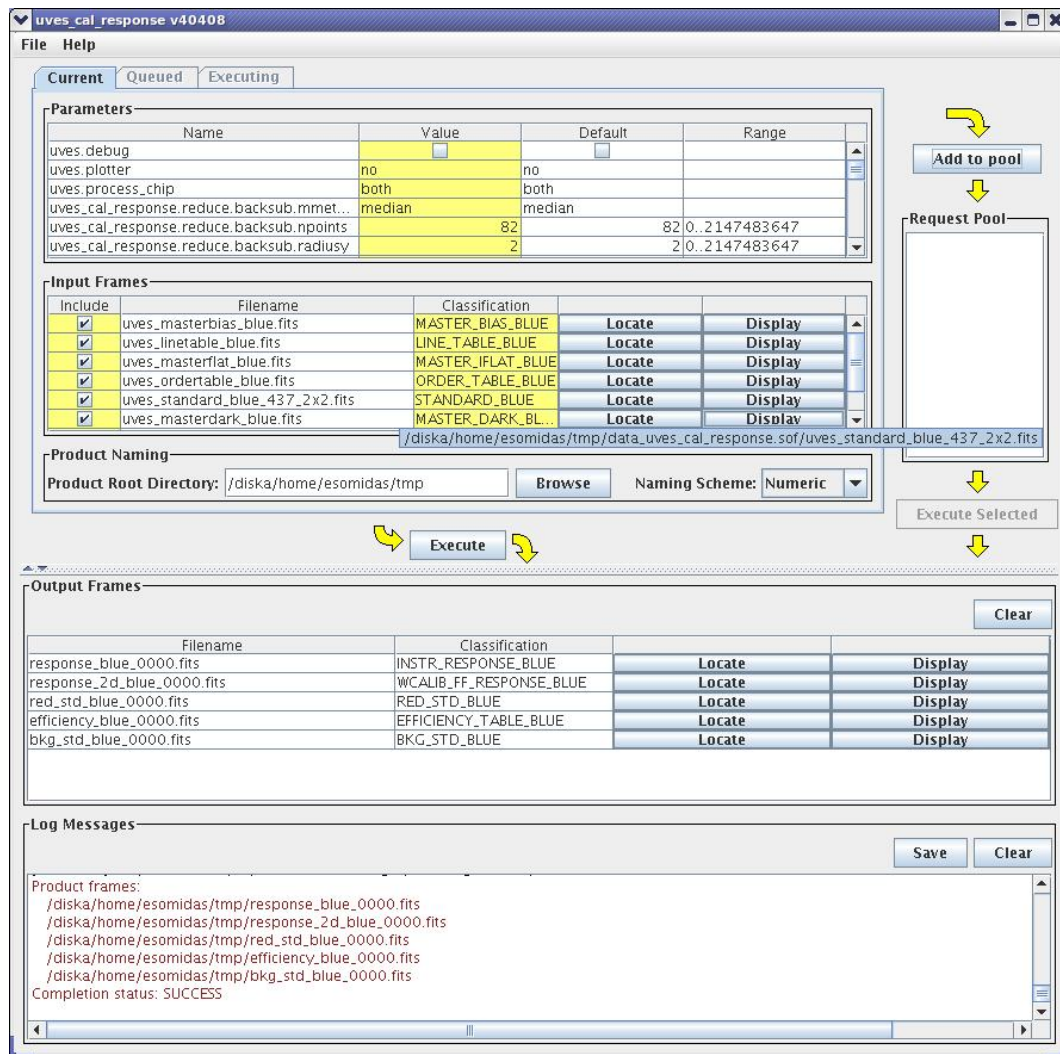 uves_cal_response v40408
File Help
Current Queued Executing
Parameters
Name Value Default Range
uves.debug
uves.plotter no no
uves.process_chip both both
uves_cal_response.reduce.backsub.mmet... median median
uves_cal_response.reduce.backsub.npoints 82 82 0..2147483647
uves_cal_response.reduce.backsub.radiusy 2 2 0..2147483647
Input Frames
Include Filename Classification
uves_masterbias_blue.fits MASTER_BIAS_BLUE Locate Display
uves_linetable_blue.fits LINE_TABLE_BLUE Locate Display
uves_masterflat_blue.fits MASTER_IFLAT_BLUE Locate Display
uves_ordertable_blue.fits ORDER_TABLE_BLUE Locate Display
uves_standard_blue_437_2x2.fits STANDARD_BLUE Locate Display
uves_masterdark_blue.fits MASTER_DARK_BL... Locate Display
/diska/home/esomidas/tmp/data_uves_cal_response.sof/uves_standard_blue_437_2x2.fits
Product Naming
Product Root Directory: /diska/home/esomidas/tmp Browse Naming Scheme: Numeric
Add to pool
Request Pool
Execute Selected
Execute
Output Frames
Clear
Filename Classification
response_blue_0000.fits INSTR_RESPONSE_BLUE Locate Display
response_2d_blue_0000.fits WCALIB_FF_RESPONSE_BLUE Locate Display
red_std_blue_0000.fits RED_STD_BLUE Locate Display
efficiency_blue_0000.fits EFFICIENCY_TABLE_BLUE Locate Display
bkg_std_blue_0000.fits BKG_STD_BLUE Locate Display
Log Messages
Save Clear
Product frames:
/diska/home/esomidas/tmp/response_blue_0000.fits
/diska/home/esomidas/tmp/response_2d_blue_0000.fits
/diska/home/esomidas/tmp/red_std_blue_0000.fits
/diska/home/esomidas/tmp/efficiency_blue_0000.fits
/diska/home/esomidas/tmp/bkg_std_blue_0000.fits
Completion status: SUCCESS